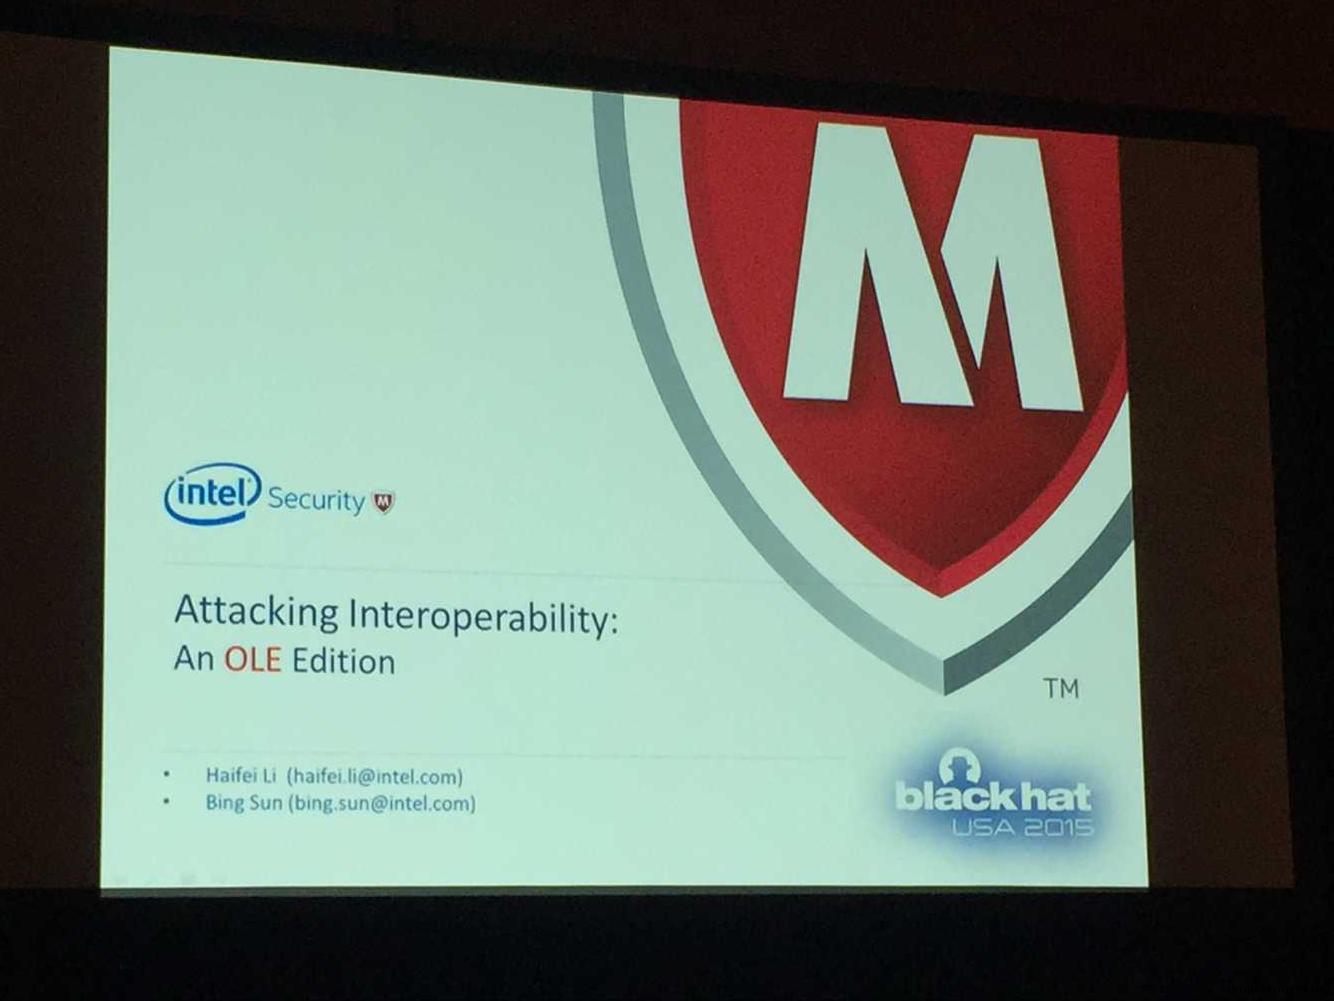 M
intel Security M
Attacking Interoperability:
An OLE Edition
TM
• Haifei Li (haifei.li@intel.com)
• Bing Sun (bing.sun@intel.com)
black hat
USA 2015